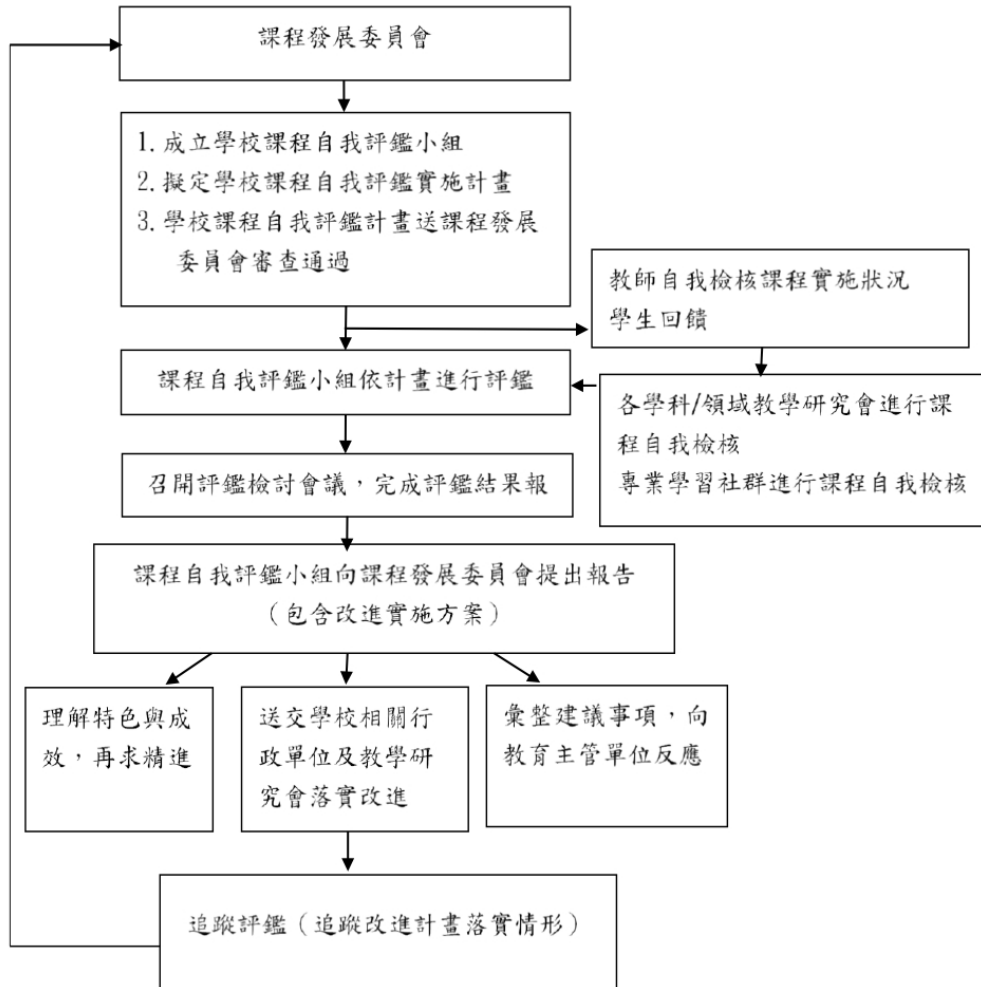 課程發展委員會
1. 成立學校課程自我評鑑小組
2. 擬定學校課程自我評鑑實施計畫
3. 學校課程自我評鑑計畫送課程發展
委員會審查通過
教師自我檢核課程實施狀況
學生回饋
課程自我評鑑小組依計畫進行評鑑
各學科/領域教學研究會進行課
程自我檢核
專業學習社群進行課程自我檢核
召開評鑑檢討會議，完成評鑑結果報
課程自我評鑑小組向課程發展委員會提出報告
（包含改進實施方案）
理解特色與成
效，再求精進
送交學校相關行
政單位及教學研
究會落實改進
彙整建議事項，向
教育主管單位反應
追蹤評鑑（追蹤改進計畫落實情形）